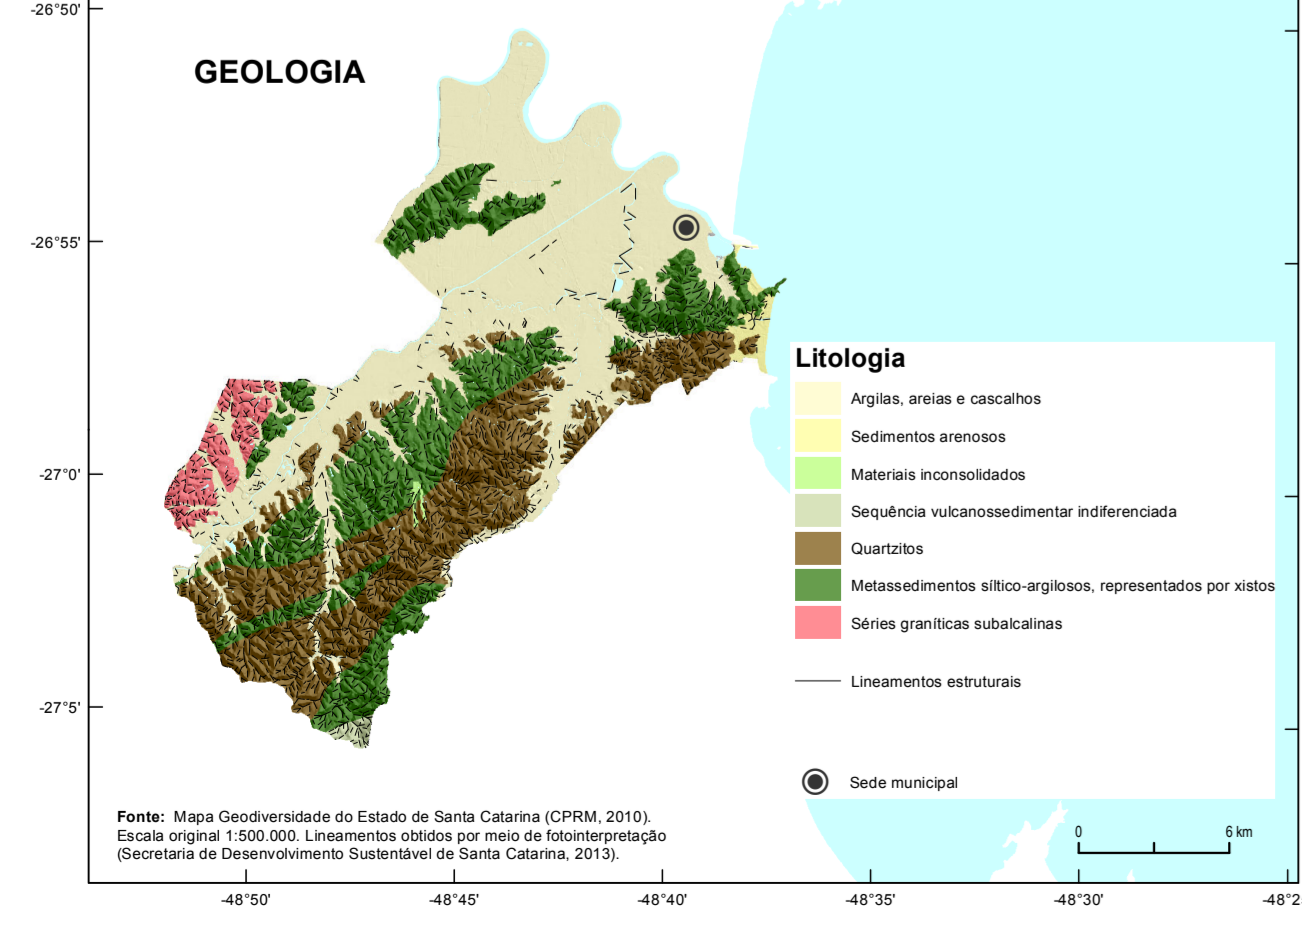 -26°50'
GEOLOGIA
-26°55'
Litologia
Argilas, areias e cascalhos
Sedimentos arenosos
Materiais inconsolidados
-27°0'
Sequência vulcanossedimentar indiferenciada
Quartzitos
Metassedimentos síltico-argilosos, representados por xistos
Séries graníticas subalcalinas
Lineamentos estruturais
-27°5'
Sede municipal
Fonte: Mapa Geodiversidade do Estado de Santa Catarina (CPRM, 2010).
Escala original 1:500.000. Lineamentos obtidos por meio de fotointerpretação
(Secretaria de Desenvolvimento Sustentável de Santa Catarina, 2013).
0 6 km
-48°50' -48°45' -48°40' -48°35' -48°30' -48°2